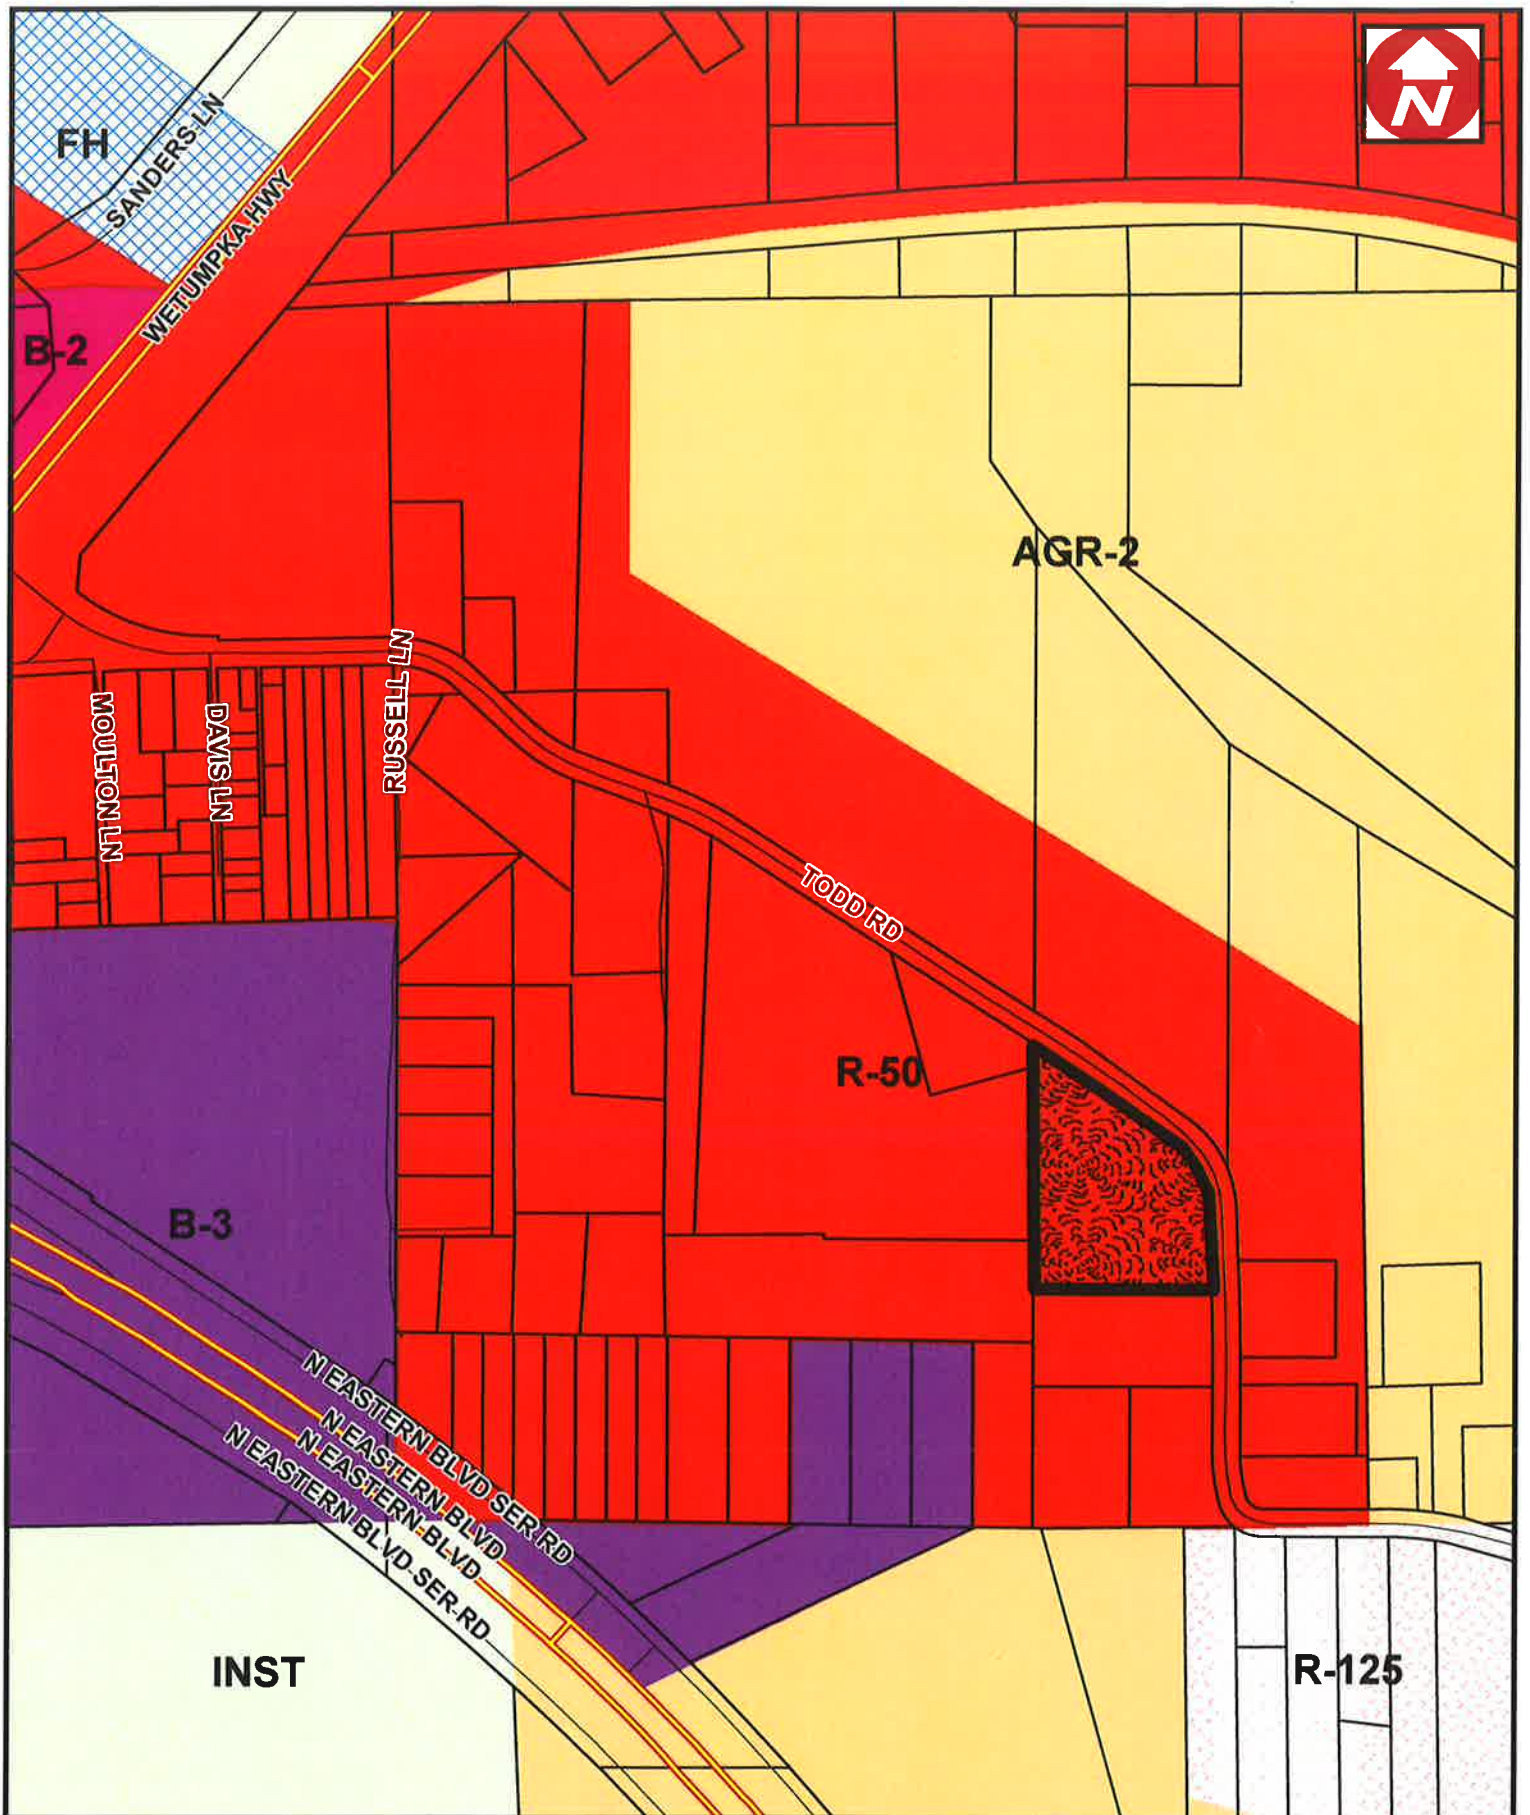 N
FH
SANDERS LN
WETUMPKA HWY
B-2
AGR-2
RUSSELL LN
MOULTON LN
DAVIS LN
TODD RD
R-50
B-3
N EASTERN BLVD SER RD
N EASTERN BLVD
N EASTERN BLVD
N EASTERN BLVD SER RD
INST
R-125